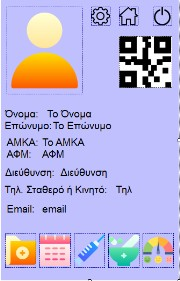 Όνομα: Το Όνομα
Επώνυμο: Το Επώνυμο
ΑΜΚΑ: Το ΑΜΚΑ
ΑΦΜ: ΑΦΜ
Διεύθυνση: Διεύθυνση
Τηλ. Σταθερό ή Κινητό: Τηλ
Email: email